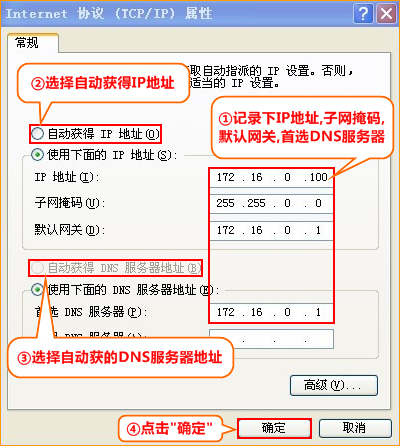 Internet 协议 (TCP/IP) 属性
常规
取自动指派的 IP 设置。否则,
适当的 IP 设置。
②选择自动获得IP地址
①记录下IP地址,子网掩码,
默认网关,首选DNS服务器
自动获得 IP 地址(O)
使用下面的 IP 地址(S):
IP 地址(I): 172 . 16 . 0 .100
子网掩码(U): 255 .255 . 0 . 0
默认网关(D): 172 . 16 . 0 . 1
自动获得 DNS 服务器地址(B)
使用下面的 DNS 服务器地址(E):
首选 DNS 服务器(P): 172 . 16 . 0 . 1
DNS 服务器(A): . . .
③选择自动获的DNS服务器地址
高级(V)...
④点击"确定"
确定
取消